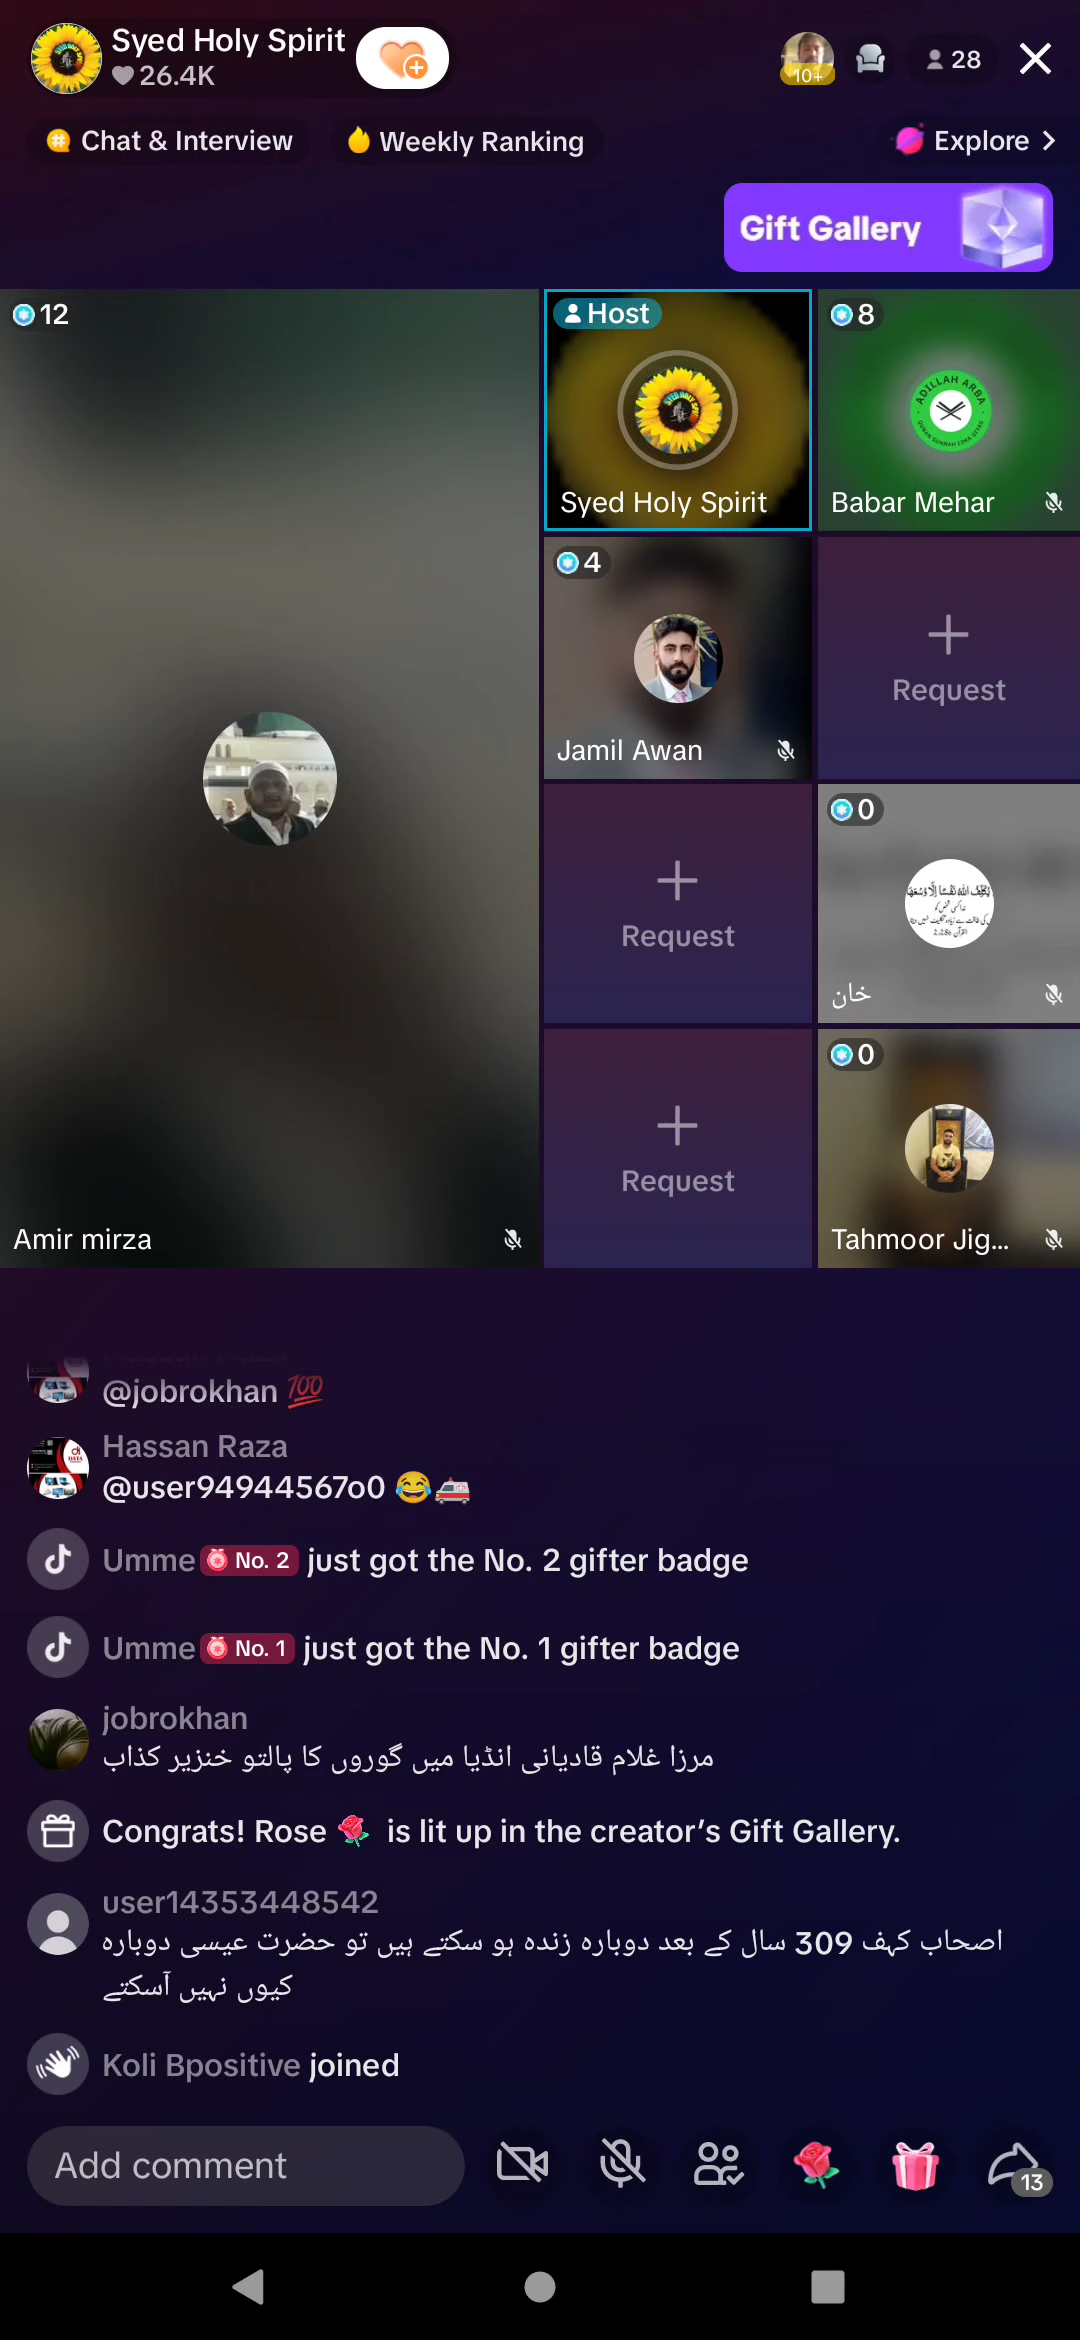 Syed Holy Spirit
26.4K
10+
28
Chat & Interview
Weekly Ranking
Explore
Gift Gallery
12
Host
8
ADILLAH ARBA
Syed Holy Spirit
Babar Mehar
4
Jamil Awan
Request
Request
0
خان
Request
0
Amir mirza
Tahmoor Jig...
@jobrokhan 💯
Hassan Raza
@user94944567o0 😂🚑
Umme No. 2 just got the No. 2 gifter badge
Umme No. 1 just got the No. 1 gifter badge
jobrokhan
مرزا غلام قادیانی انڈیا میں گوروں کا پالتو خنزیر کذاب
Congrats! Rose 🌹 is lit up in the creator’s Gift Gallery.
user14353448542
اصحاب کہف 309 سال کے بعد دوبارہ زندہ ہو سکتے ہیں تو حضرت عیسی دوبارہ
کیوں نہیں آسکتے
Koli Bpositive joined
Add comment
13